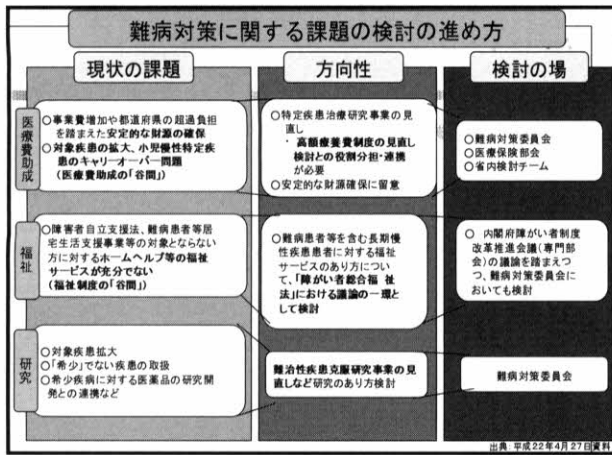 難病対策に関する課題の検討の進め方
現状の課題
方向性
検討の場
医療費助成
○事業費増加や都道府県の超過負担
を踏まえた安定的な財源の確保
○対象疾患の拡大、小児慢性特定疾
患のキャリーオーバー問題
(医療費助成の「谷間」)
○特定疾患治療研究事業の見
直し
・ 高額療養費制度の見直し
検討との役割分担・連携
が必要
○安定的な財源確保に留意
○難病対策委員会
○医療保険部会
○省内検討チーム
福祉
○障害者自立支援法、難病患者等居
宅生活支援事業等の対象とならない
方に対するホームヘルプ等の福祉
サービスが充分でない
(福祉制度の「谷間」)
○難病患者等を含む長期慢
性疾患患者に対する福祉
サービスのあり方につい
て、「障がい者総合福 祉
法」における議論の一環と
して検討
○ 内閣府障がい者制度
改革推進会議(専門部
会)の議論を踏まえつ
つ、難病対策委員会に
おいても検討
研究
○対象疾患拡大
○「希少」でない疾患の取扱
○希少疾病に対する医薬品の研究開
発との連携など
難治性疾患克服研究事業の見
直しなど研究のあり方検討
難病対策委員会
出典:平成22年4月27日資料